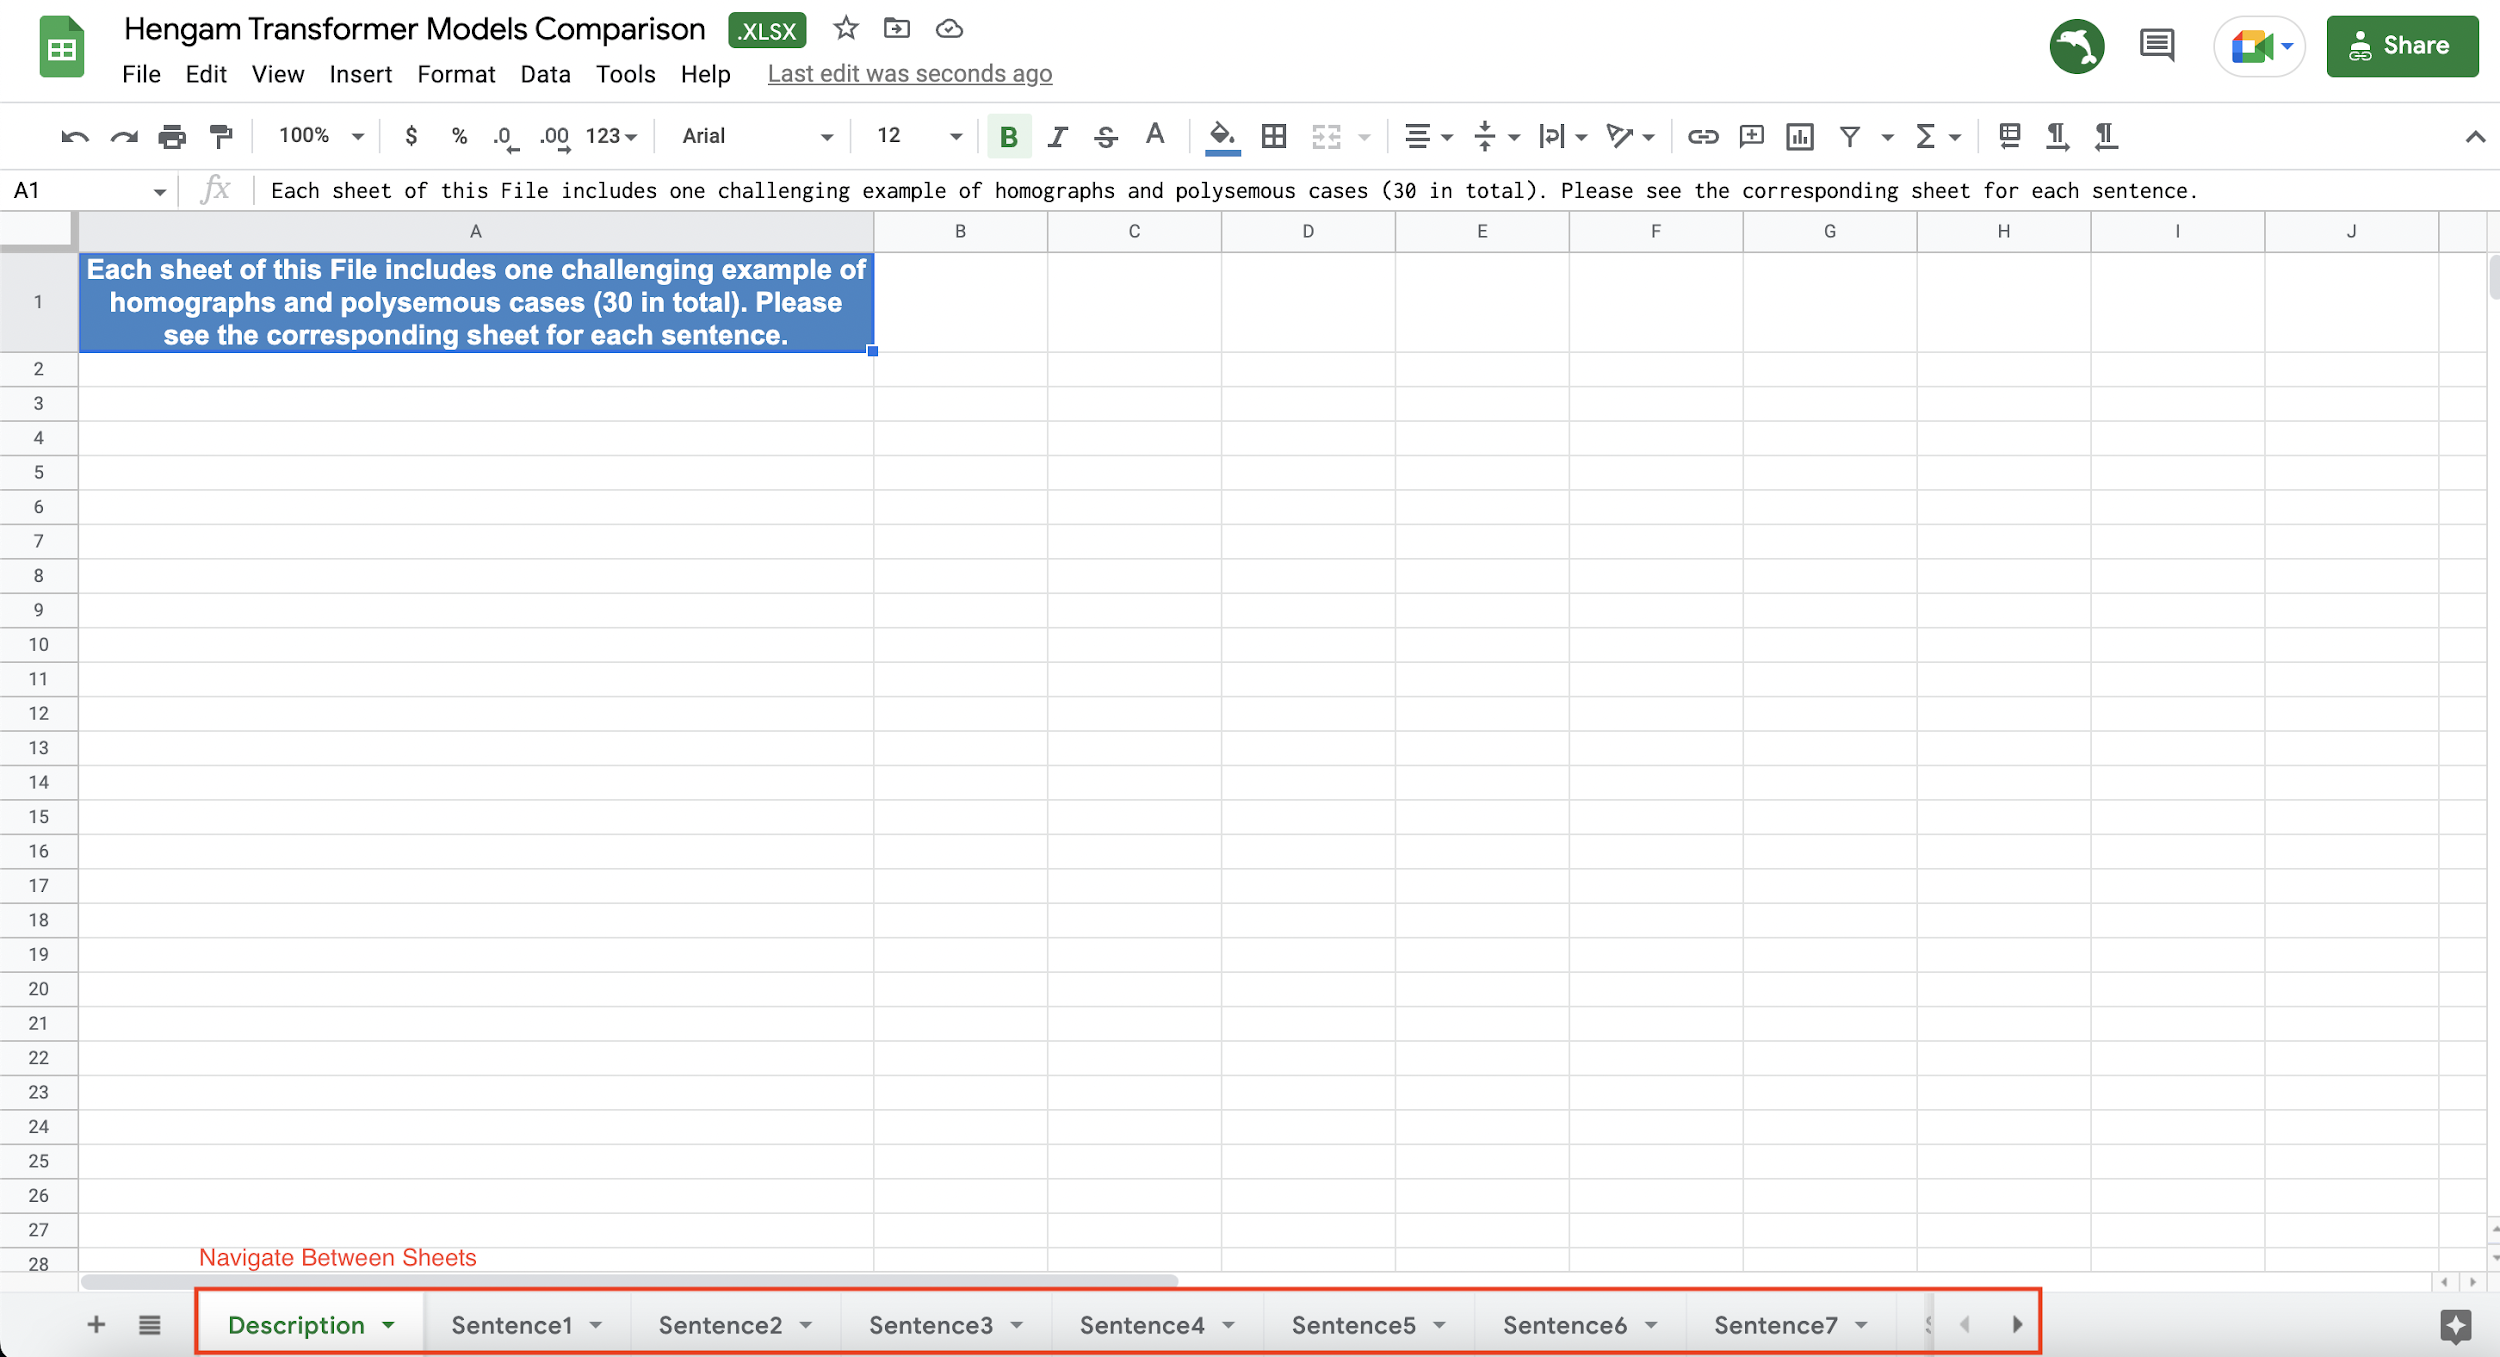 Hengam Transformer Models Comparison .XLSX
File Edit View Insert Format Data Tools Help Last edit was seconds ago
Share
100% $ % .0 .00 123 Arial 12 B I S A
A1 fx Each sheet of this File includes one challenging example of homographs and polysemous cases (30 in total). Please see the corresponding sheet for each sentence.
A B C D E F G H I J
1 Each sheet of this File includes one challenging example of
homographs and polysemous cases (30 in total). Please
see the corresponding sheet for each sentence.
2
3
4
5
6
7
8
9
10
11
12
13
14
15
16
17
18
19
20
21
22
23
24
25
26
27
28 Navigate Between Sheets
Description Sentence1 Sentence2 Sentence3 Sentence4 Sentence5 Sentence6 Sentence7